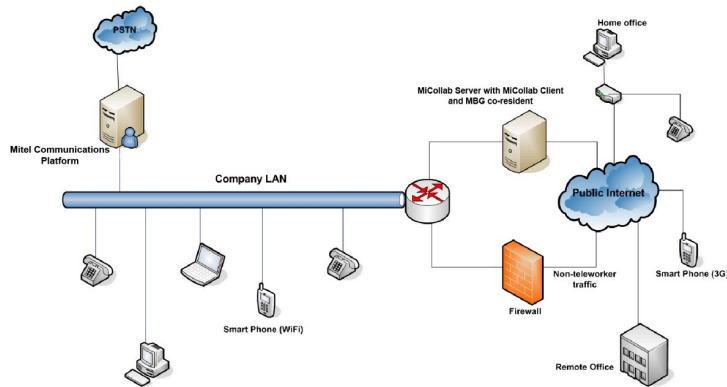 PSTN
Home office
MiCollab Server with MiCollab Client
and MBG co-resident
Mitel Communications
Platform
Company LAN
Public Internet
Non-teleworker
traffic
Smart Phone (3G)
Firewall
Smart Phone (WiFi)
Remote Office